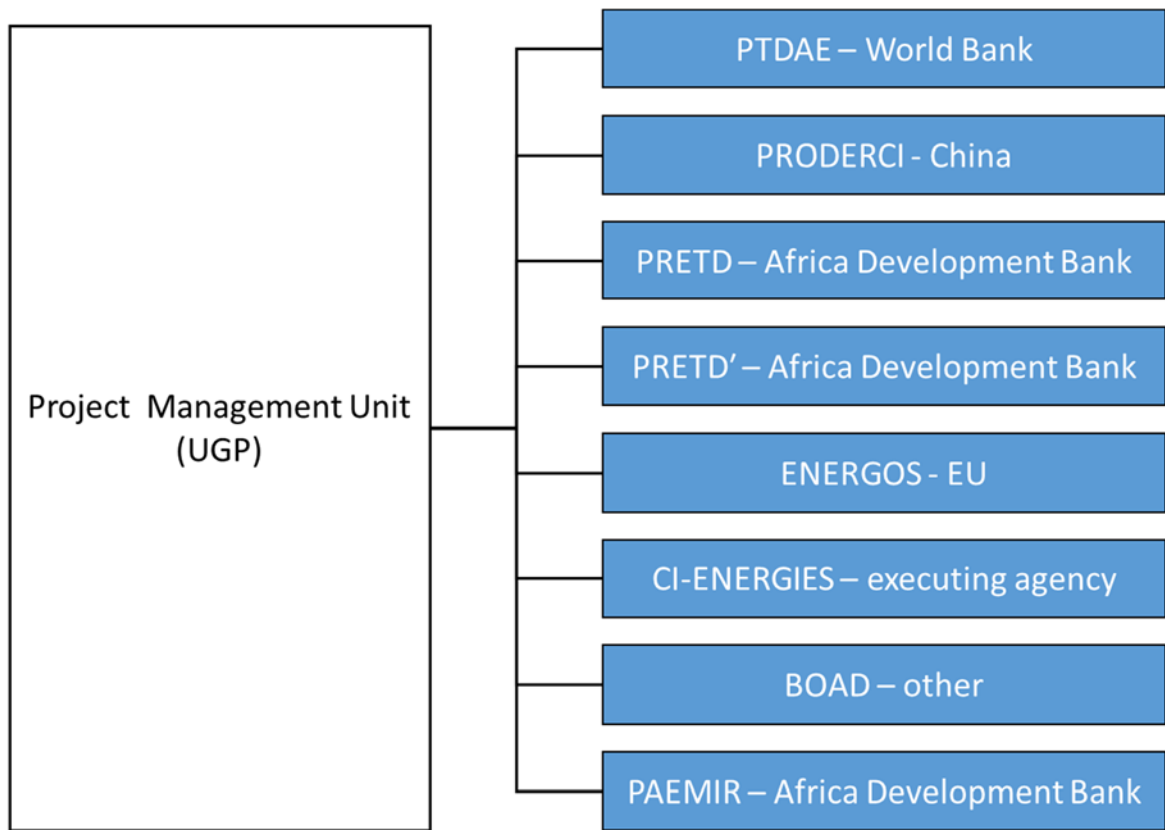 PTDAE – World Bank
PRODERCI - China
PRETD – Africa Development Bank
PRETD’ – Africa Development Bank
Project  Management Unit
(UGP)
ENERGOS - EU
CI-ENERGIES – executing agency
BOAD – other
PAEMIR – Africa Development Bank